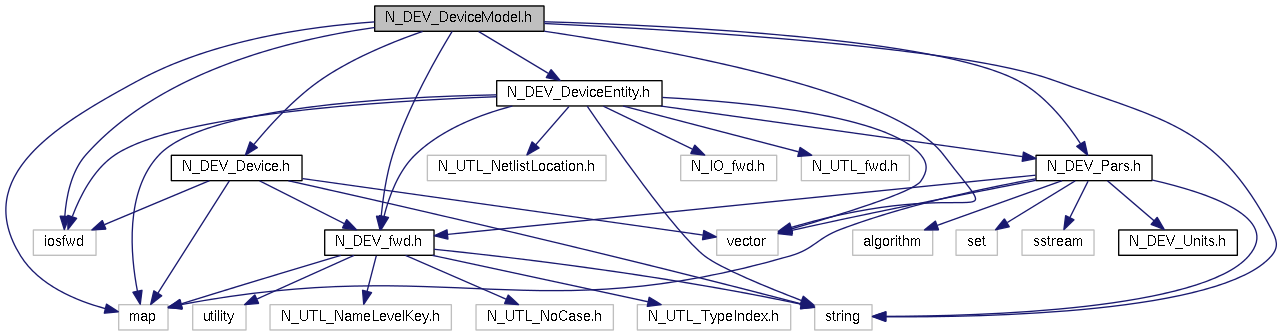 N_DEV_DeviceModel.h
N_DEV_DeviceEntity.h
N_DEV_Device.h
N_UTL_NetlistLocation.h
N_IO_fwd.h
N_UTL_fwd.h
N_DEV_Pars.h
iosfwd
N_DEV_fwd.h
vector
algorithm
set
sstream
N_DEV_Units.h
map
utility
N_UTL_NameLevelKey.h
N_UTL_NoCase.h
N_UTL_TypeIndex.h
string